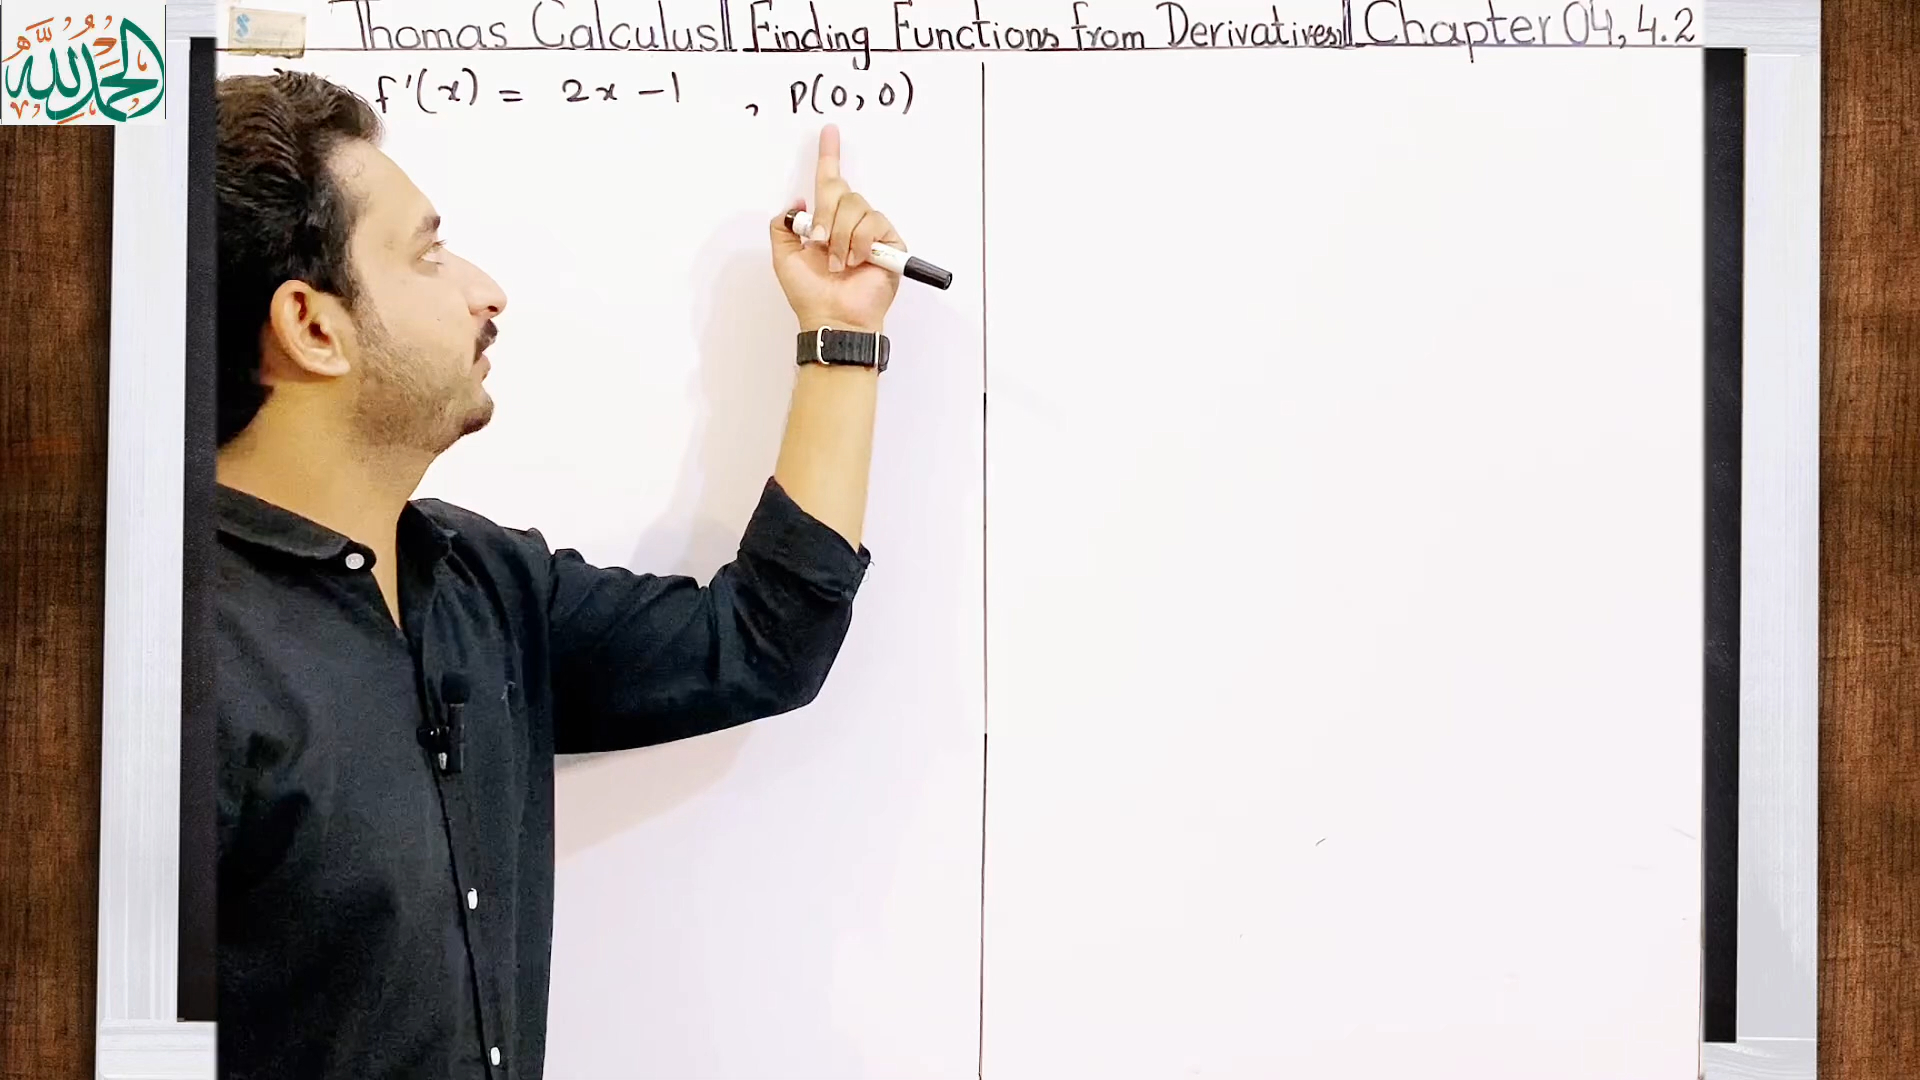 الحمد لله
Thomas Calculus|| Finding Functions from Derivatives|| Chapter 04, 4.2
f'(x) = 2x - 1 , P(0, 0)